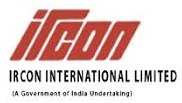 ircon
IRCON INTERNATIONAL LIMITED
(A Government of India Undertaking)